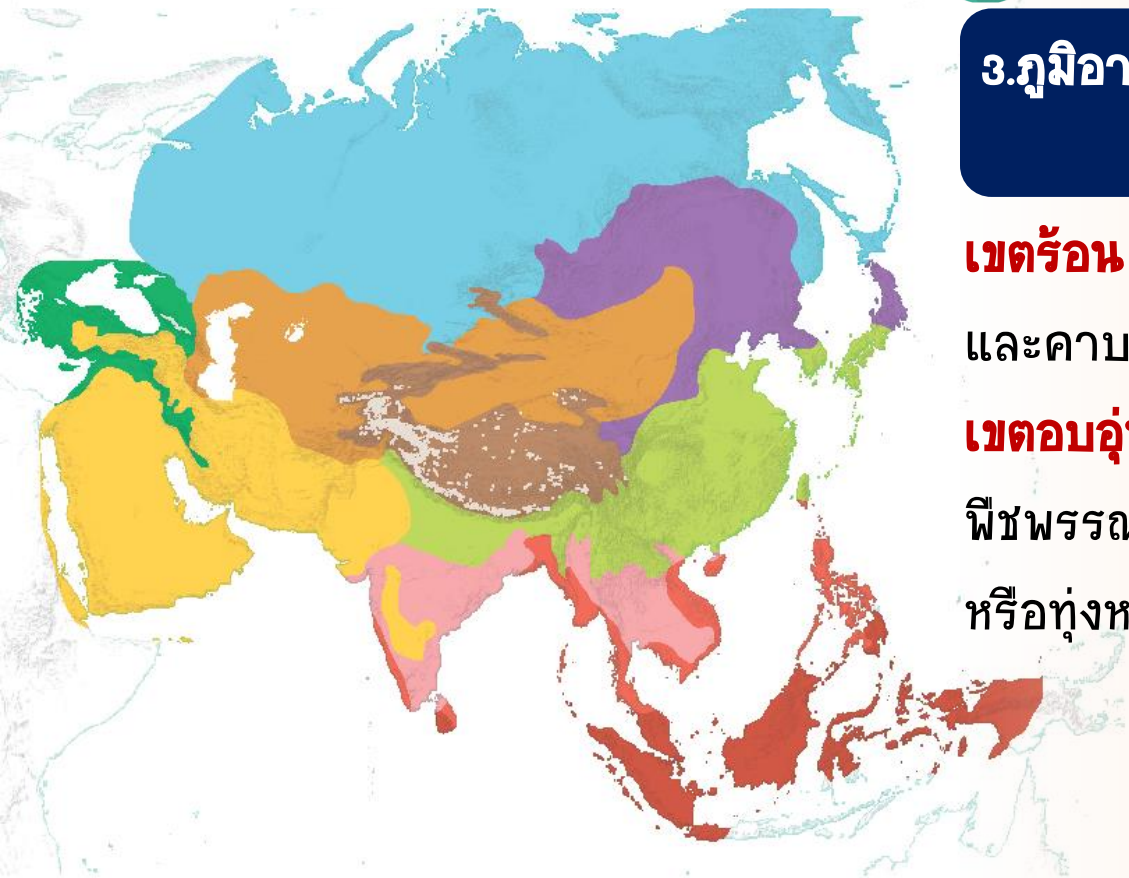 3.ภูมิอา
เขตร้อน
และคาบ
เขตอบอุ่
พืชพรรณ
หรือทุ่งห